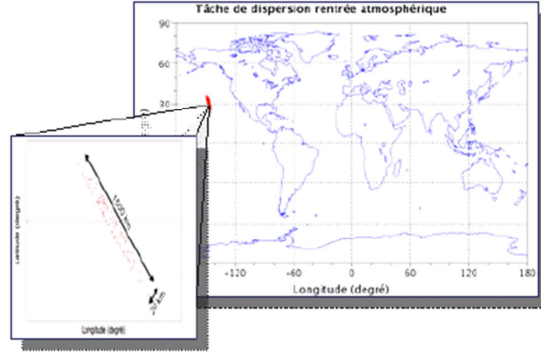 Tâche de dispersion rentrée atmosphérique
90
60
30
-120
-60
0
60
120
180
Longitude (degré)
Latitude (degré)
km
km
Longitude (degré)